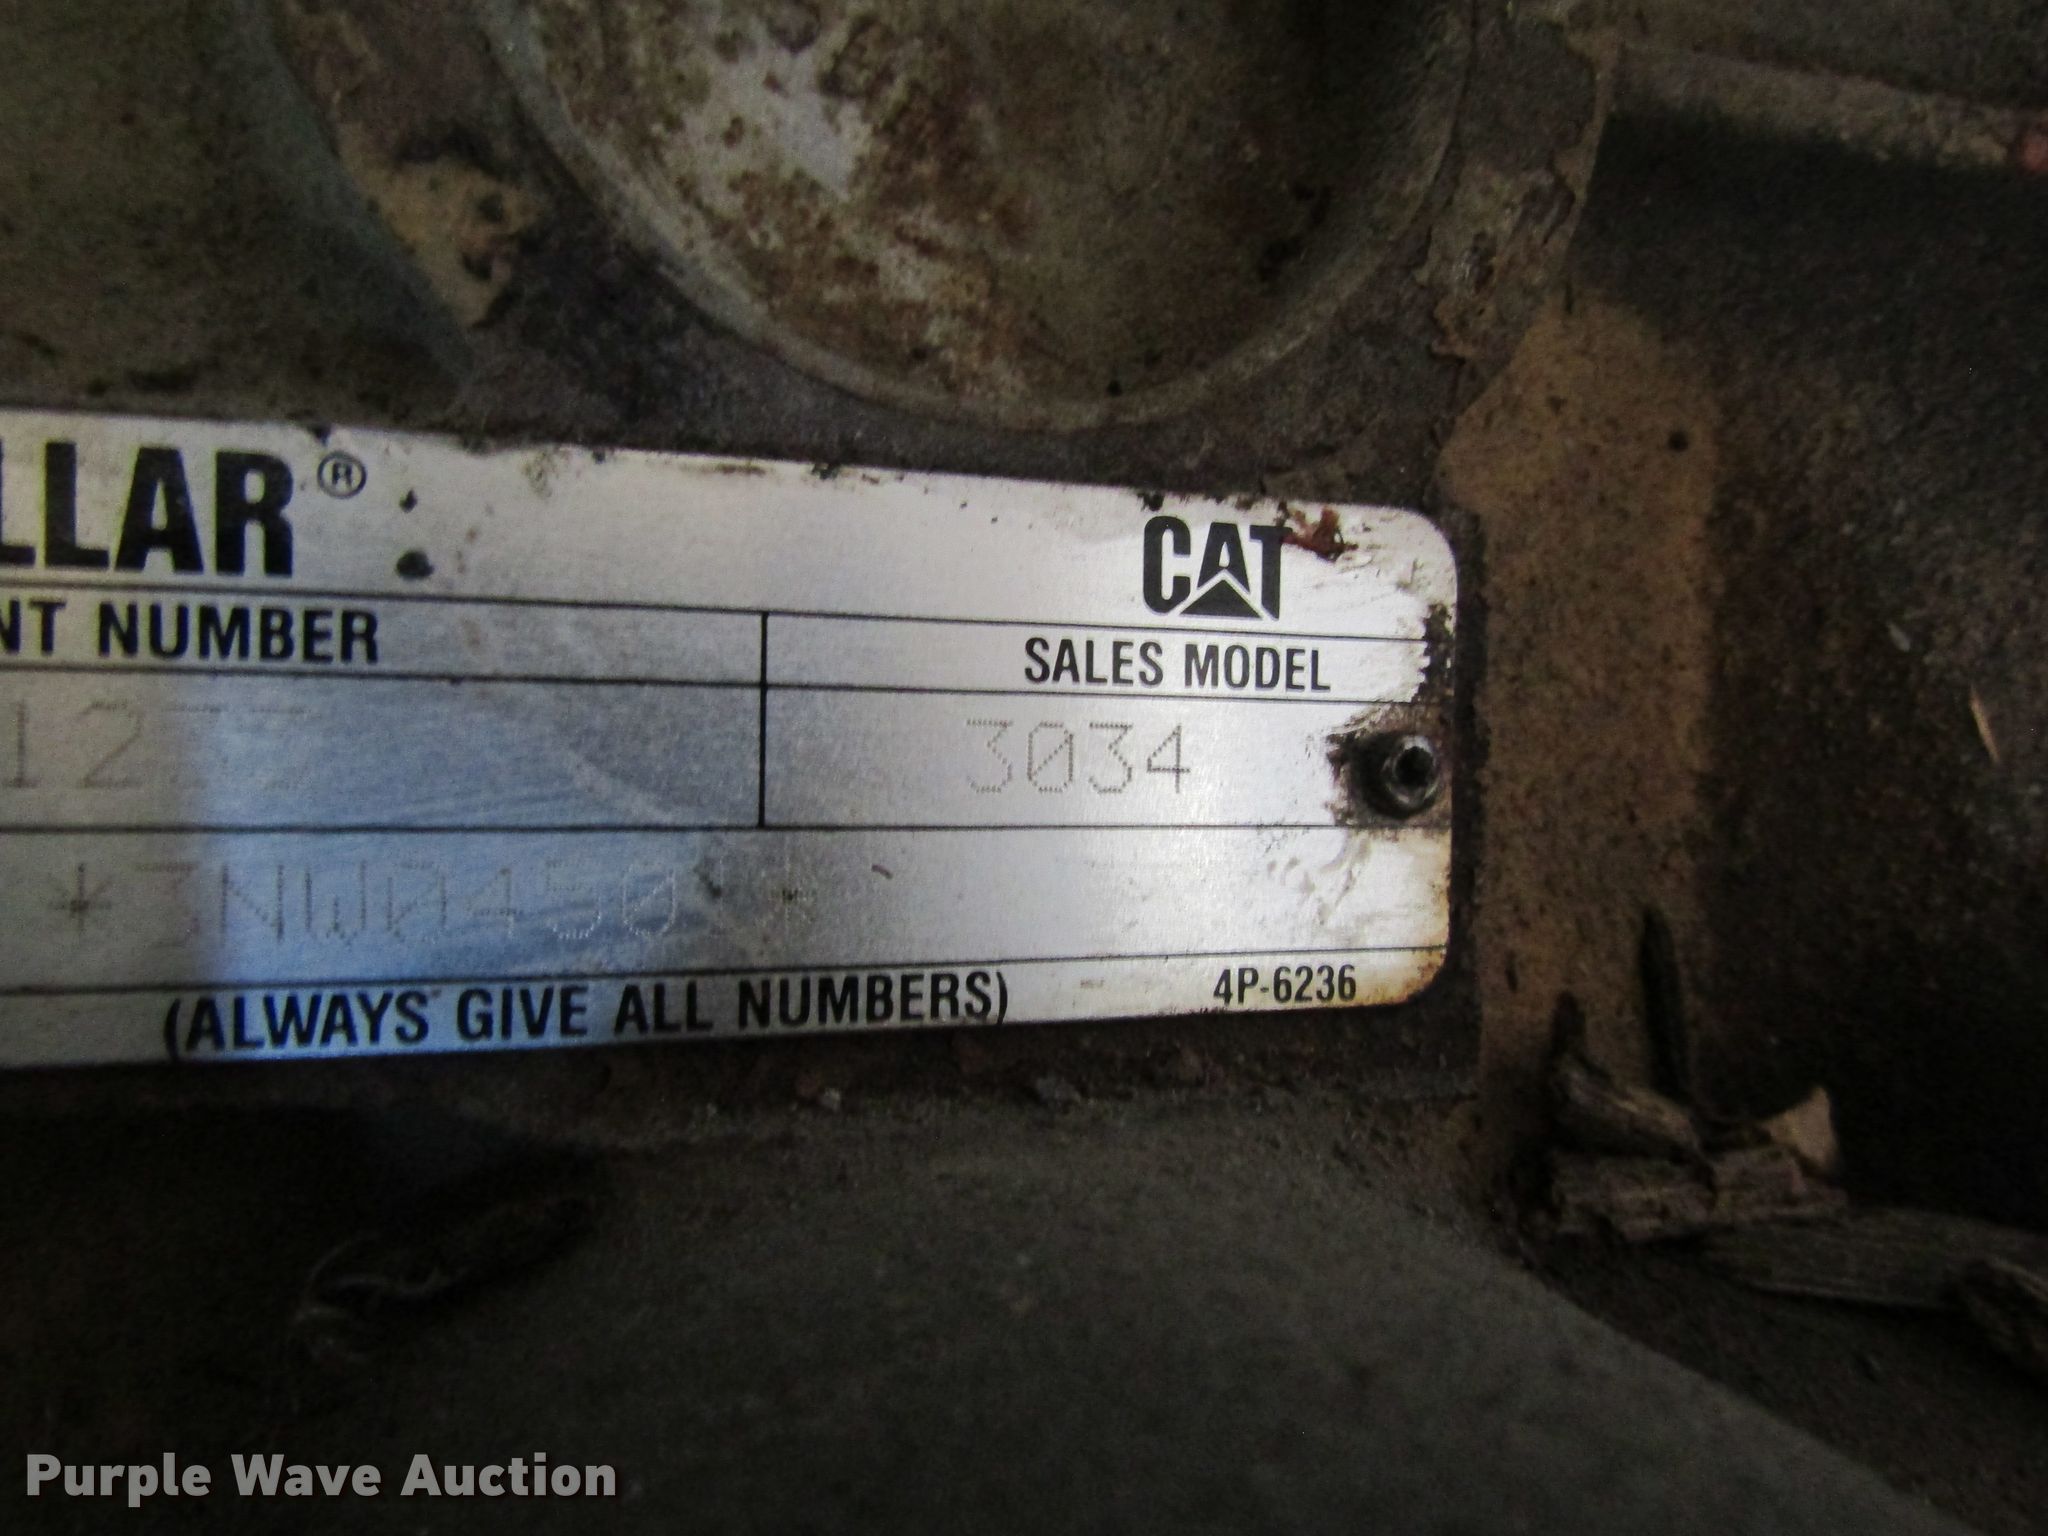 LLAR®
CAT
NT NUMBER
SALES MODEL
3034
(ALWAYS GIVE ALL NUMBERS)
4P-6236
Purple Wave Auction